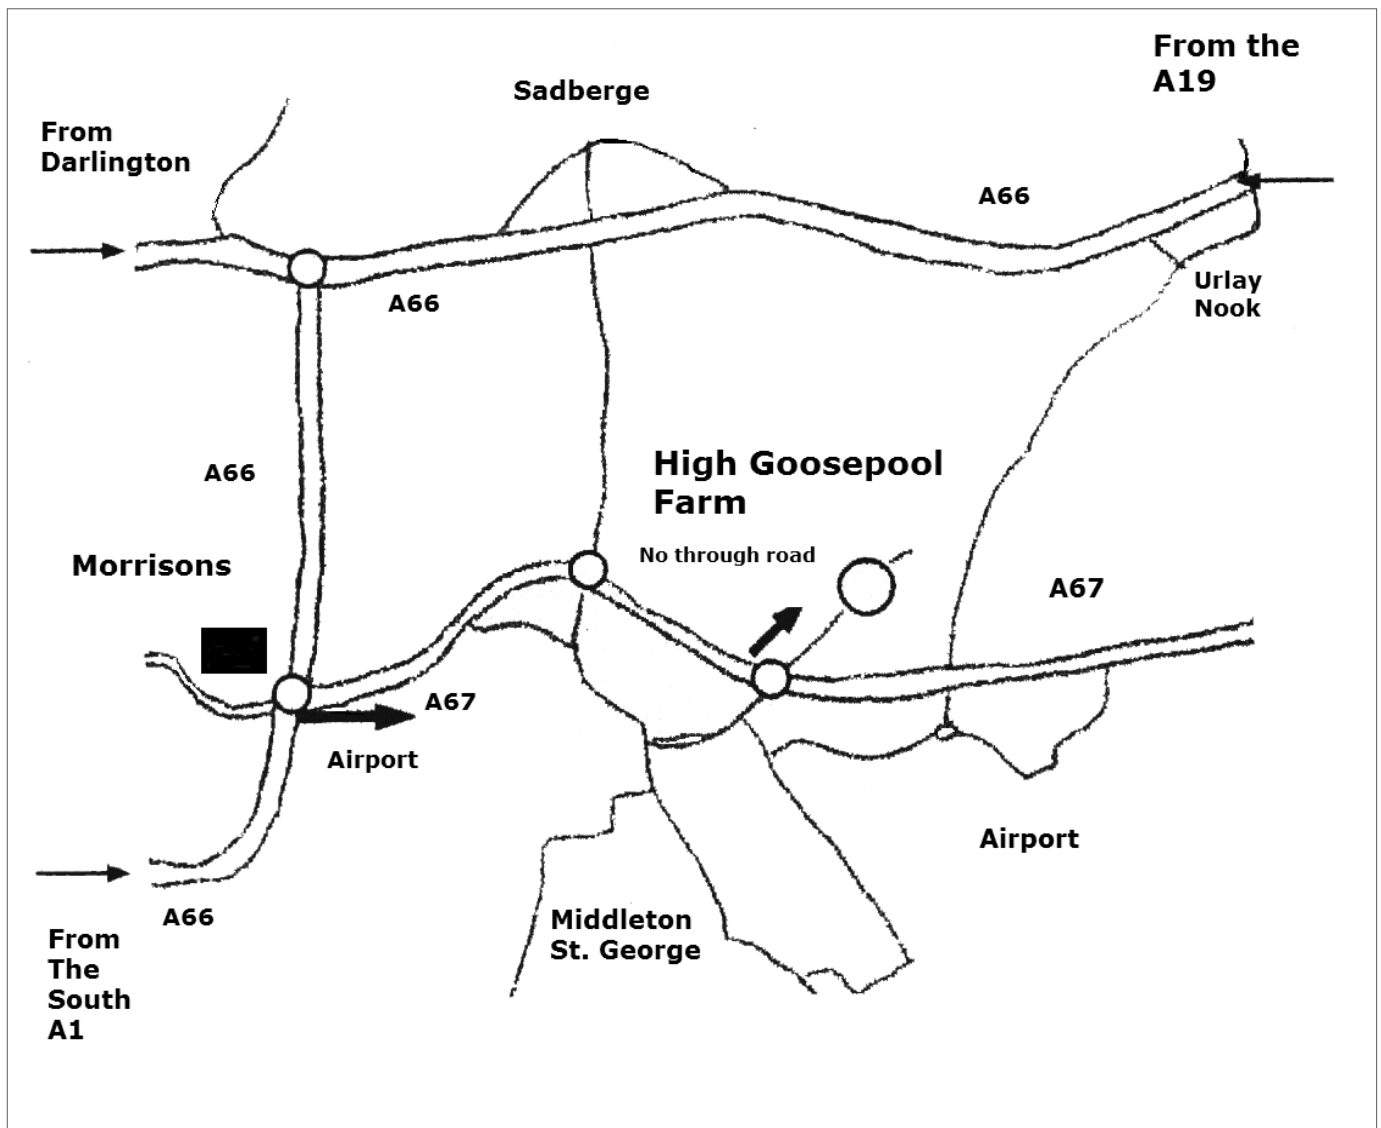 From the
A19
Sadberge
From
Darlington
A66
Urlay
Nook
A66
High Goosepool
Farm
A66
No through road
Morrisons
A67
A67
Airport
Airport
A66
Middleton
St. George
From
The
South
A1